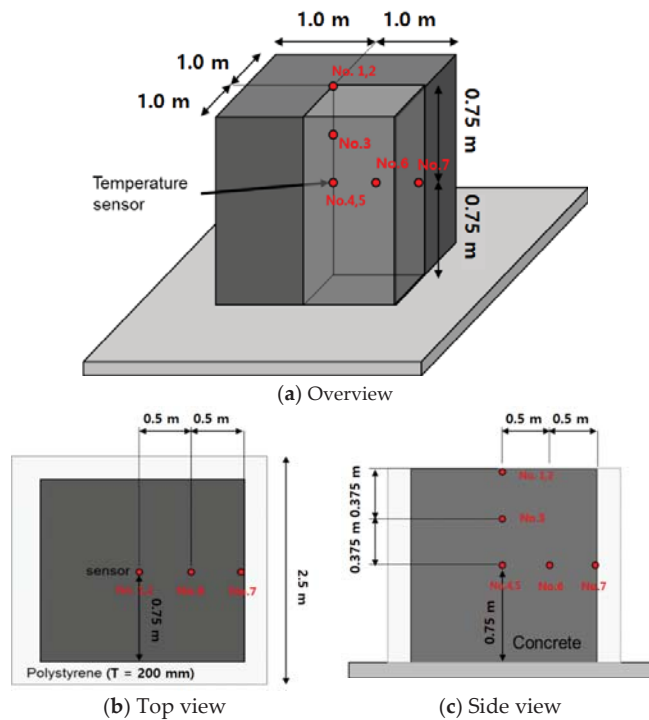 1.0 m
1.0 m
1.0 m
1.0 m
No. 1,2
0.75 m
No.3
No.6
No.7
Temperature
sensor
No.4,5
0.75 m
(a) Overview
0.5 m
0.5 m
sensor
No. 1,2
No.6
No.7
0.75 m
2.5 m
Polystyrene (T = 200 mm)
(b) Top view
0.5 m
0.5 m
No. 1,2
0.375 m
No.3
0.375 m
No.4,5
No.6
No.7
0.75 m
Concrete
(c) Side view